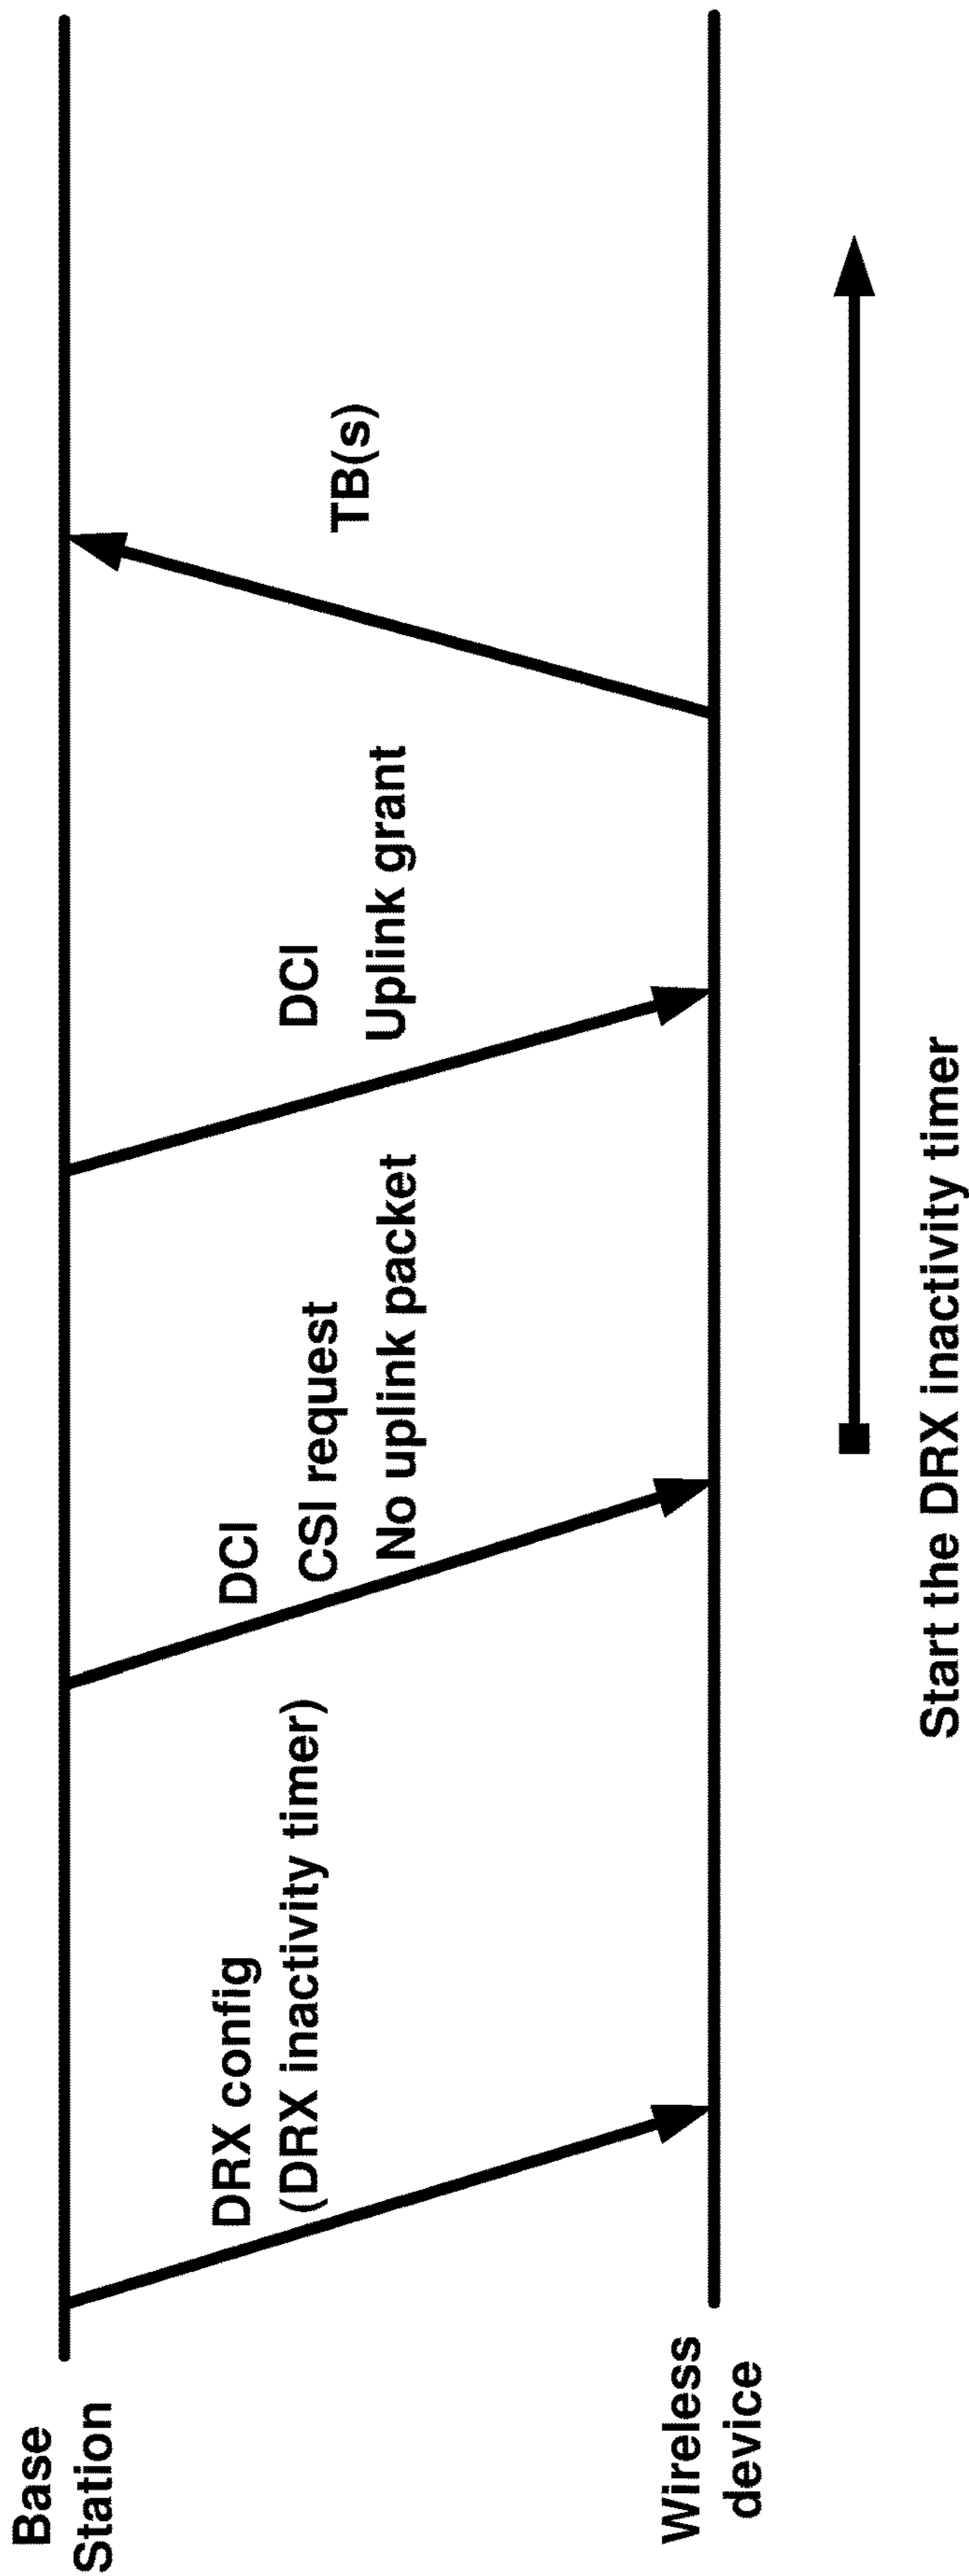 Base
Station
DRX config
(DRX inactivity timer)
DCI
CSI request
No uplink packet
DCI
Uplink grant
TB(s)
Wireless
device
Start the DRX inactivity timer